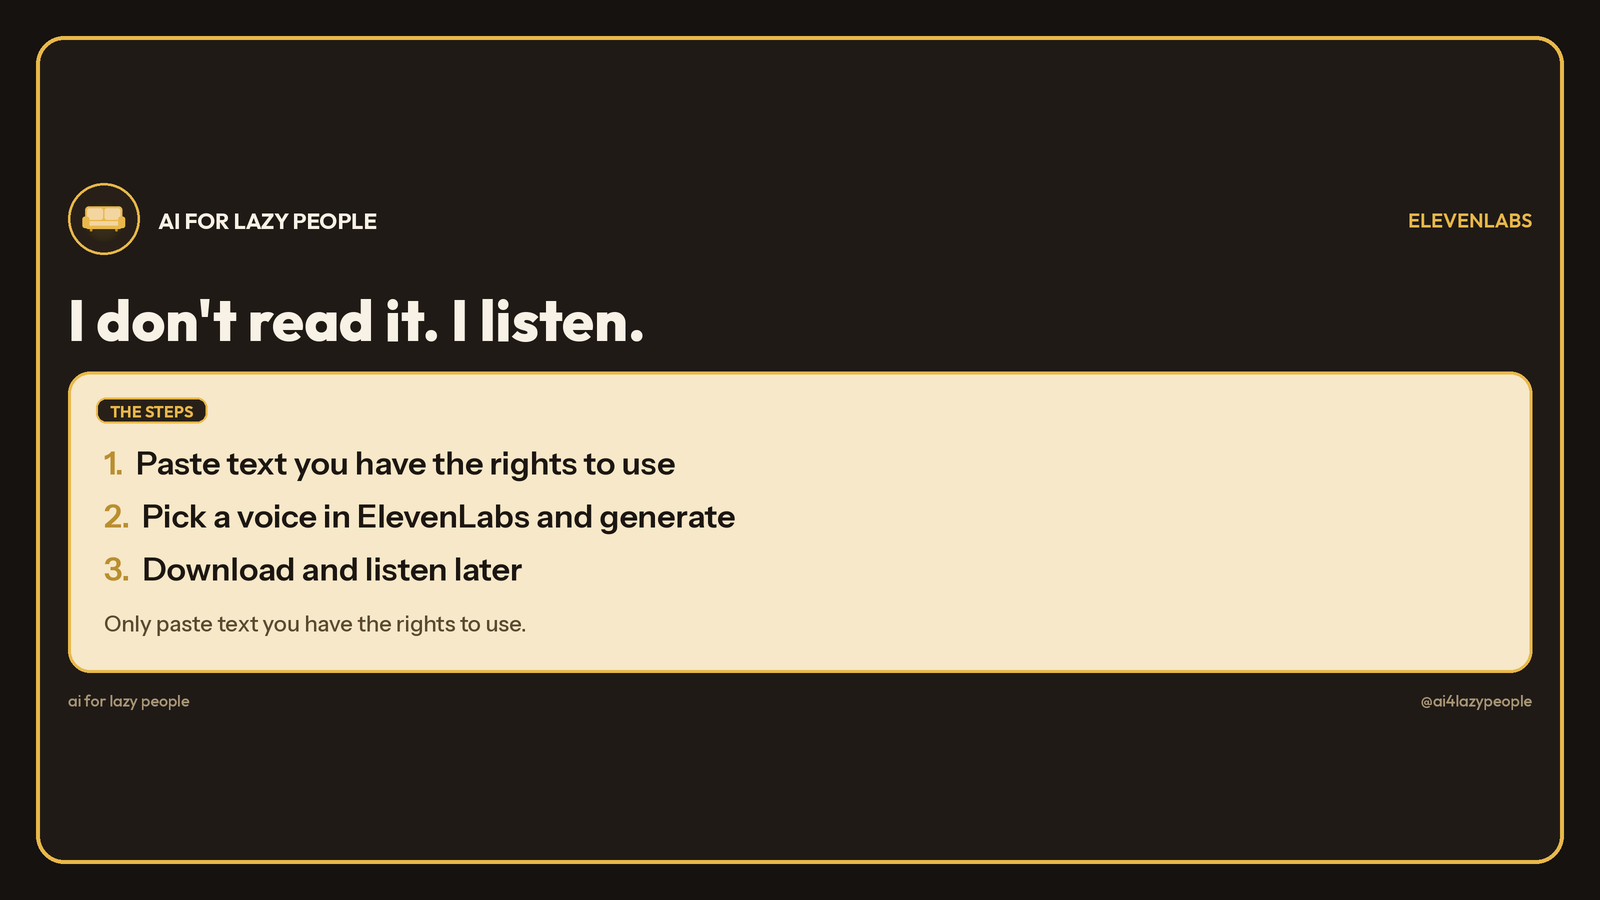 AI FOR LAZY PEOPLE
ELEVENLABS
I don't read it. I listen.
THE STEPS
1. Paste text you have the rights to use
2. Pick a voice in ElevenLabs and generate
3. Download and listen later
Only paste text you have the rights to use.
ai for lazy people
@ai4lazypeople